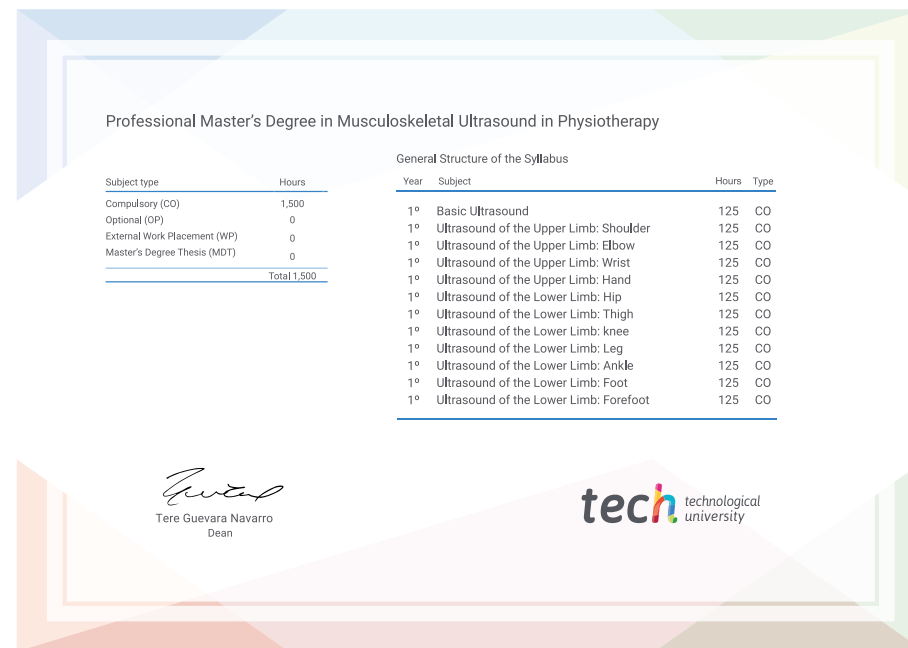 Professional Master's Degree in Musculoskeletal Ultrasound in Physiotherapy
Subject type Hours
Compulsory (CO) 1,500
Optional (OP) 0
External Work Placement (WP) 0
Master's Degree Thesis (MDT) 0
Total 1,500
General Structure of the Syllabus
Year Subject Hours Type
1º Basic Ultrasound 125 CO
1º Ultrasound of the Upper Limb: Shoulder 125 CO
1º Ultrasound of the Upper Limb: Elbow 125 CO
1º Ultrasound of the Upper Limb: Wrist 125 CO
1º Ultrasound of the Upper Limb: Hand 125 CO
1º Ultrasound of the Lower Limb: Hip 125 CO
1º Ultrasound of the Lower Limb: Thigh 125 CO
1º Ultrasound of the Lower Limb: knee 125 CO
1º Ultrasound of the Lower Limb: Leg 125 CO
1º Ultrasound of the Lower Limb: Ankle 125 CO
1º Ultrasound of the Lower Limb: Foot 125 CO
1º Ultrasound of the Lower Limb: Forefoot 125 CO
Tere Guevara Navarro
Dean
tech technological
university